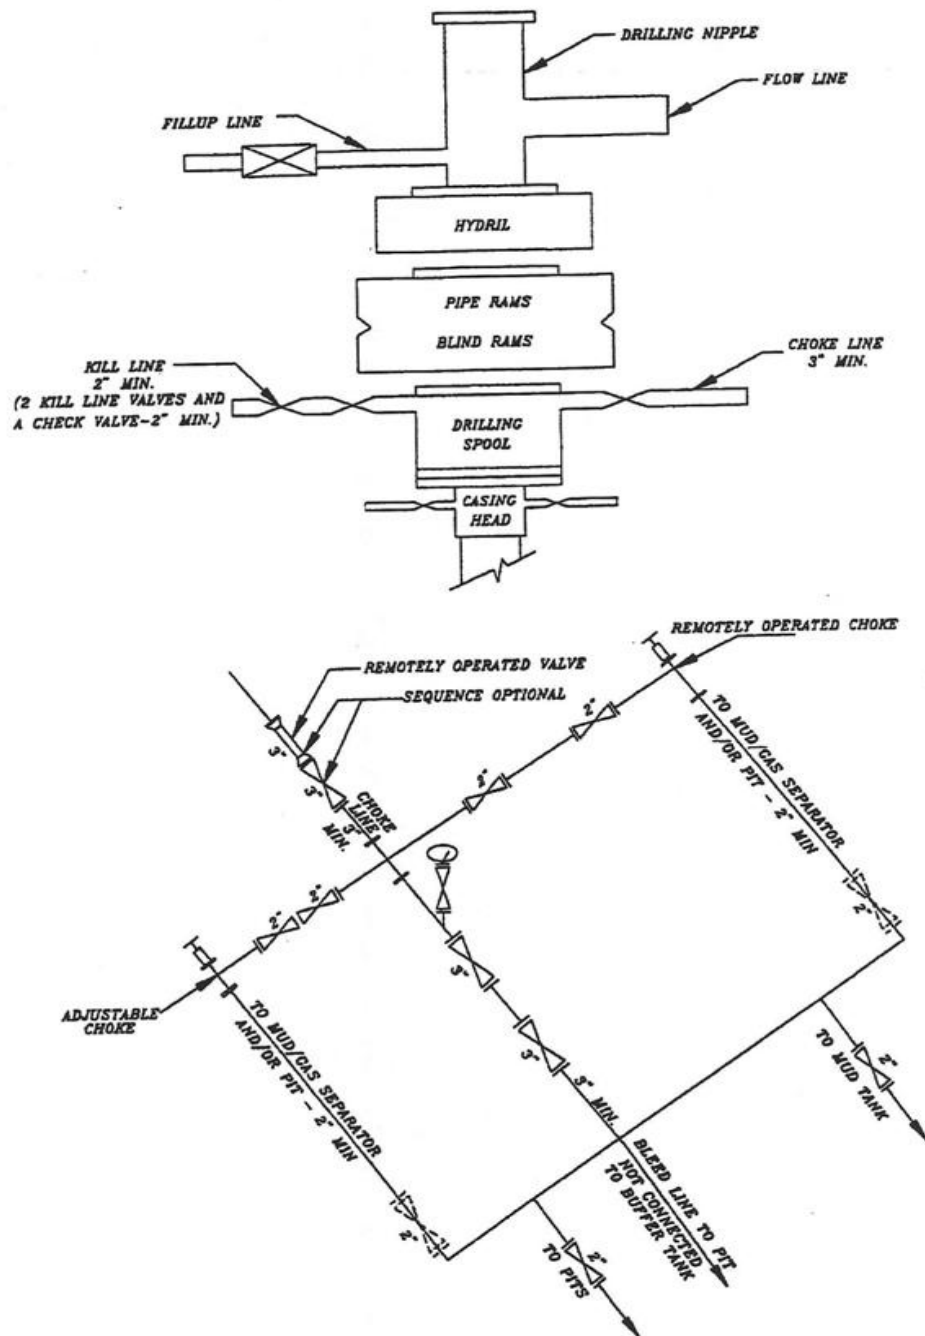 DRILLING NIPPLE
FLOW LINE
FILLUP LINE
HYDRIL
PIPE RAMS
BLIND RAMS
KILL LINE
2" MIN.
(2 KILL LINE VALVES AND
A CHECK VALVE-2" MIN.)
CHOKE LINE
3" MIN.
DRILLING
SPOOL
CASING
HEAD
REMOTELY OPERATED CHOKE
REMOTELY OPERATED VALVE
SEQUENCE OPTIONAL
3"
3"
CHOKE
LINE
3"
MIN.
2"
2"
TO MUD/GAS SEPARATOR
AND/OR PIT - 2" MIN
2"
2"
2"
ADJUSTABLE
CHOKE
TO MUD/GAS SEPARATOR
AND/OR PIT - 2" MIN
2"
3"
3"
3" MIN.
BLEED LINE TO PIT
NOT CONNECTED
TO BUFFER TANK
2"
TO MUD TANK
2"
TO PITS